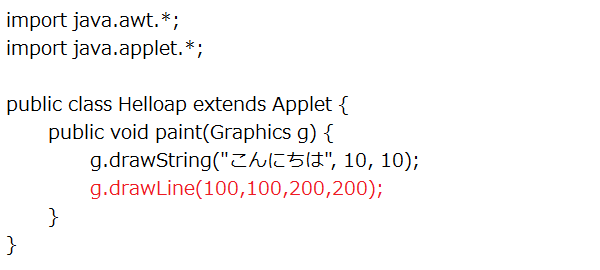 import java.awt.*;
import java.applet.*;

public class Helloap extends Applet {
    public void paint(Graphics g) {
        g.drawString("こんにちは", 10, 10);
        g.drawLine(100,100,200,200);
    }
}